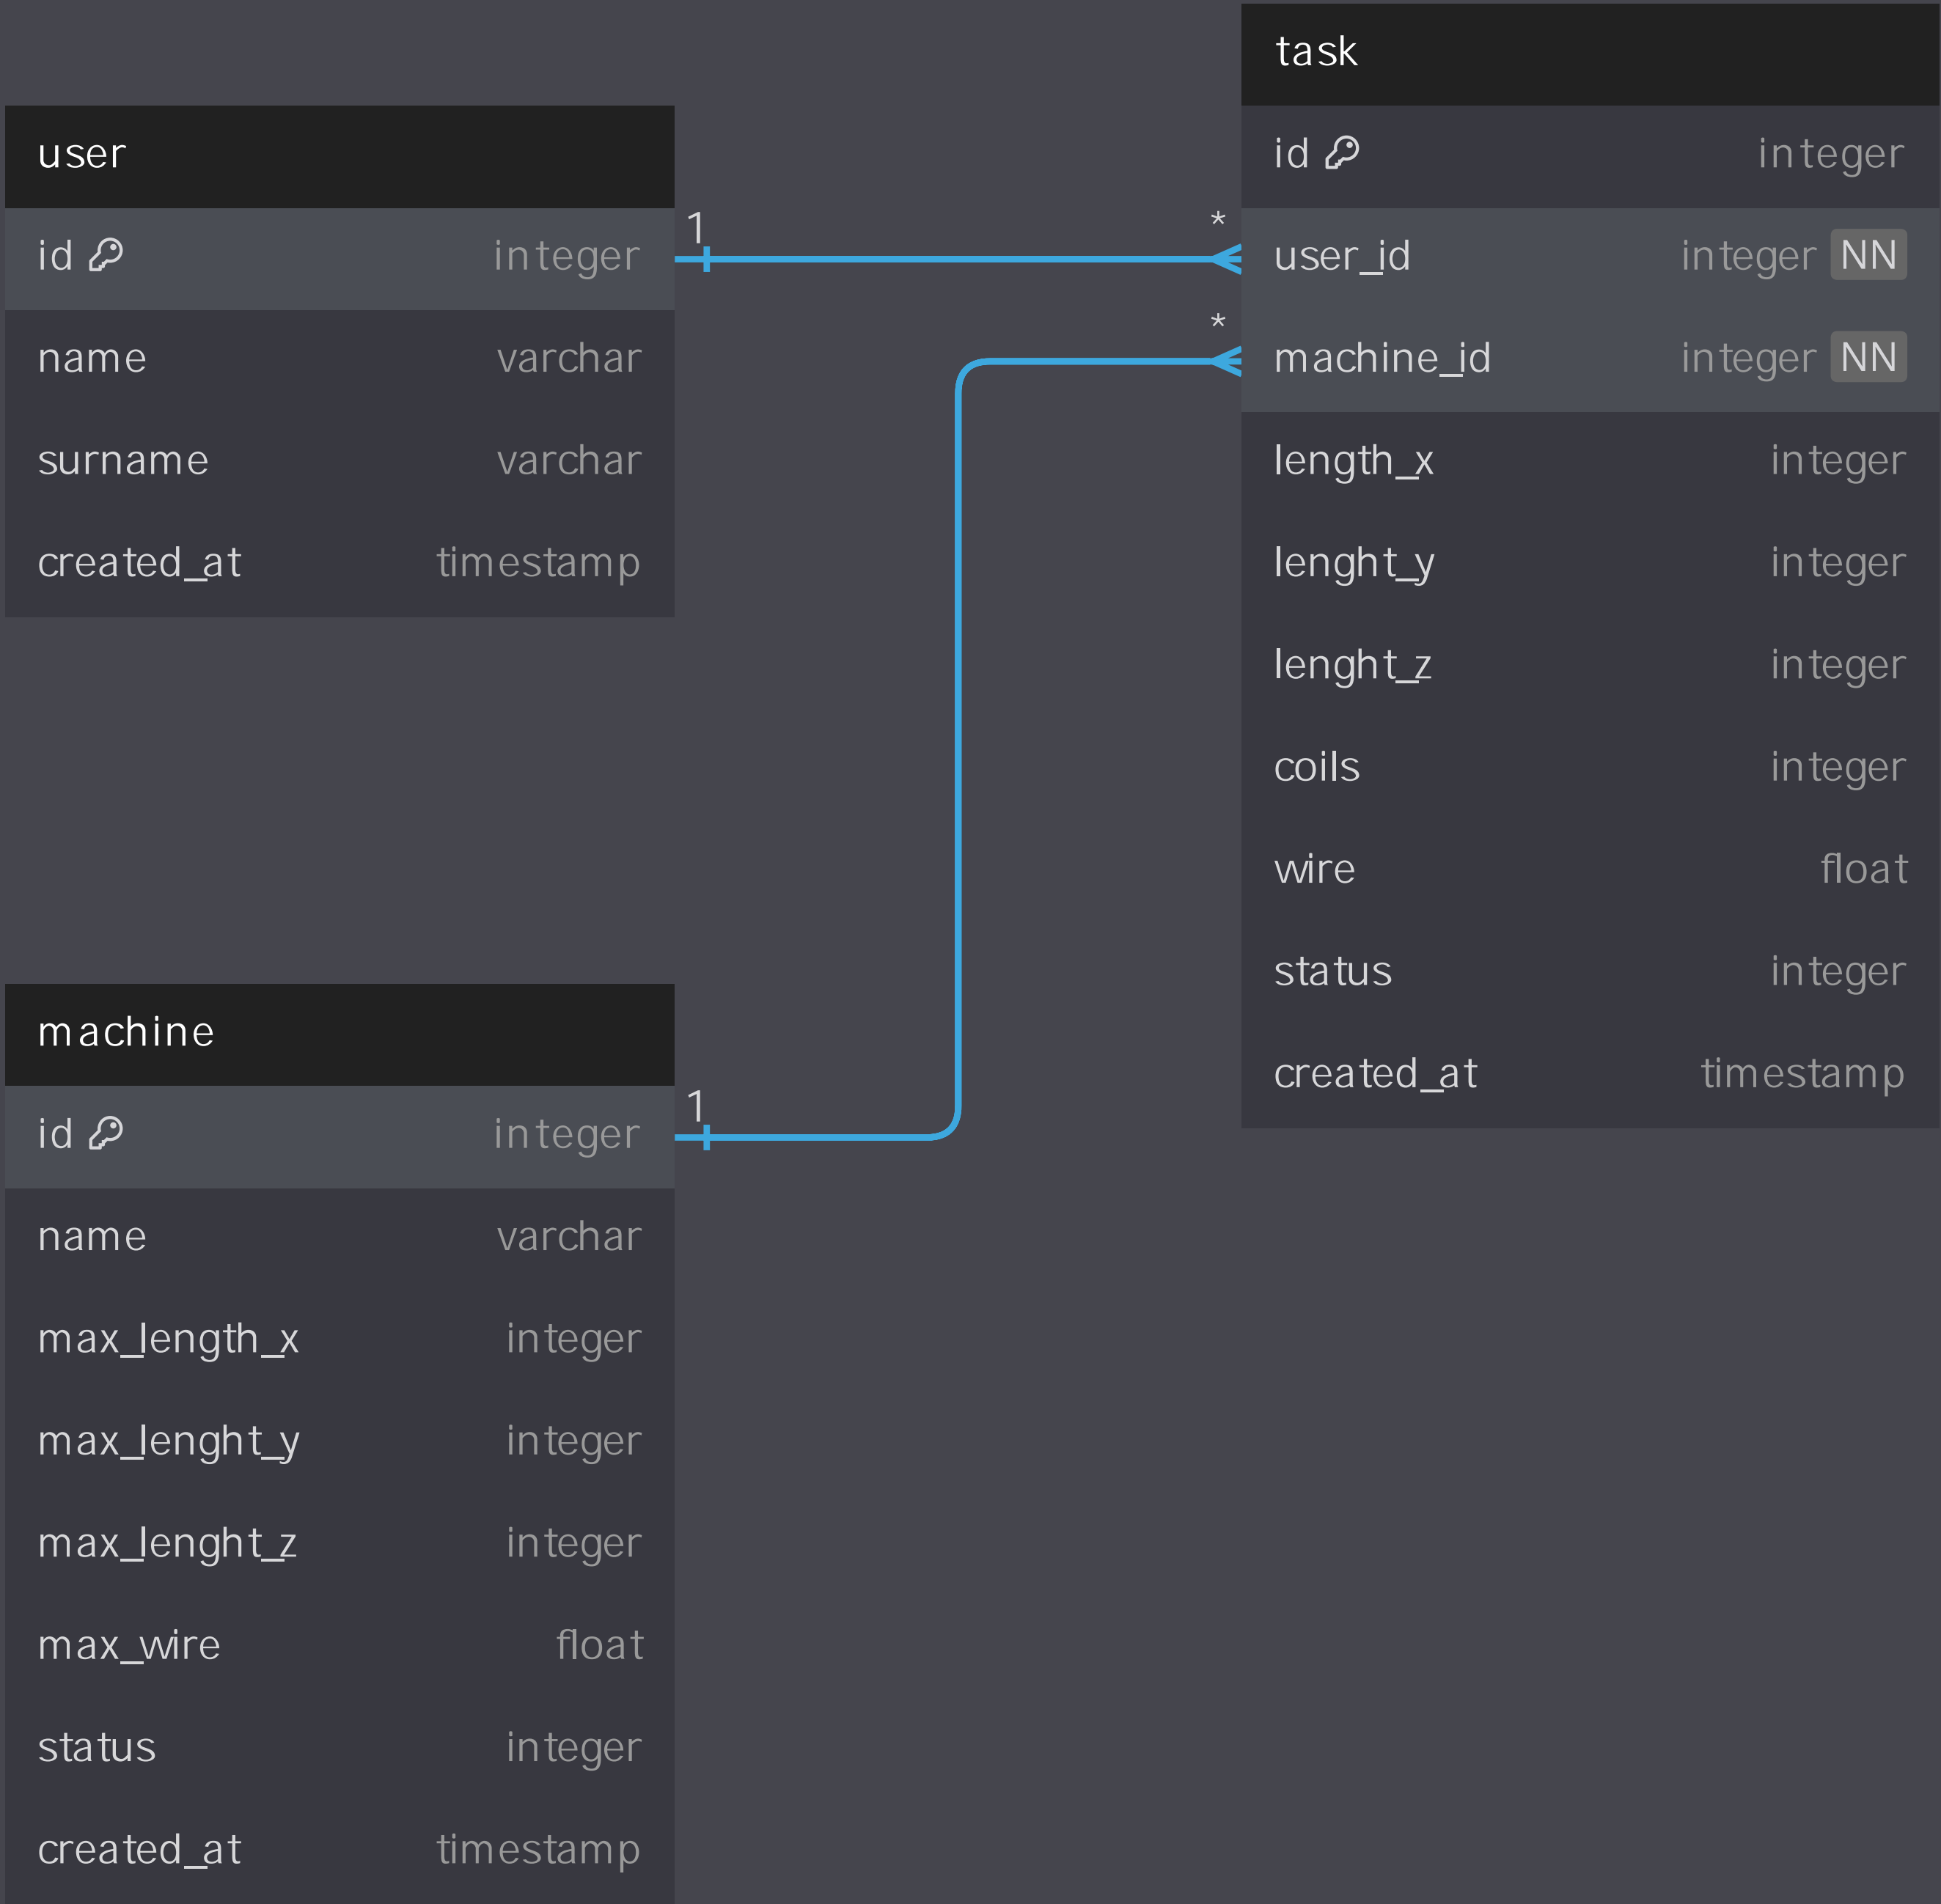 user
id integer
name varchar
surname varchar
created_at timestamp
1
*
*
task
id integer
user_id integer NN
machine_id integer NN
length_x integer
lenght_y integer
lenght_z integer
coils integer
wire float
status integer
created_at timestamp
machine
1
id integer
name varchar
max_length_x integer
max_lenght_y integer
max_lenght_z integer
max_wire float
status integer
created_at timestamp